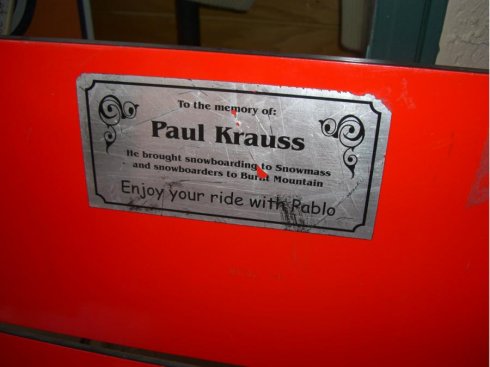 To the memory of:
Paul Krauss
He brought snowboarding to Snowmass
and snowboarders to Burnt Mountain
Enjoy your ride with Pablo